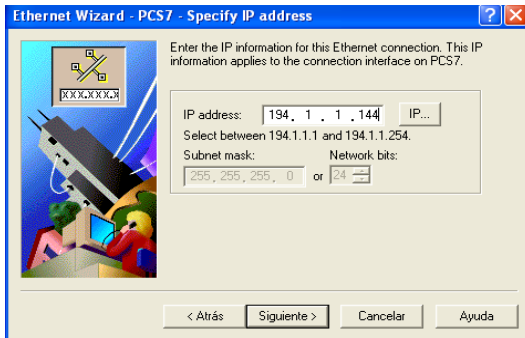 Ethernet Wizard - PCS7 - Specify IP address
Enter the IP information for this Ethernet connection. This IP
information applies to the connection interface on PCS7.
XXX.XXX.X
IP address: 194. 1 . 1 .144 IP...
Select between 194.1.1.1 and 194.1.1.254.
Subnet mask: Network bits:
255, 255, 255, 0 or 24
< Atrás Siguiente > Cancelar Ayuda